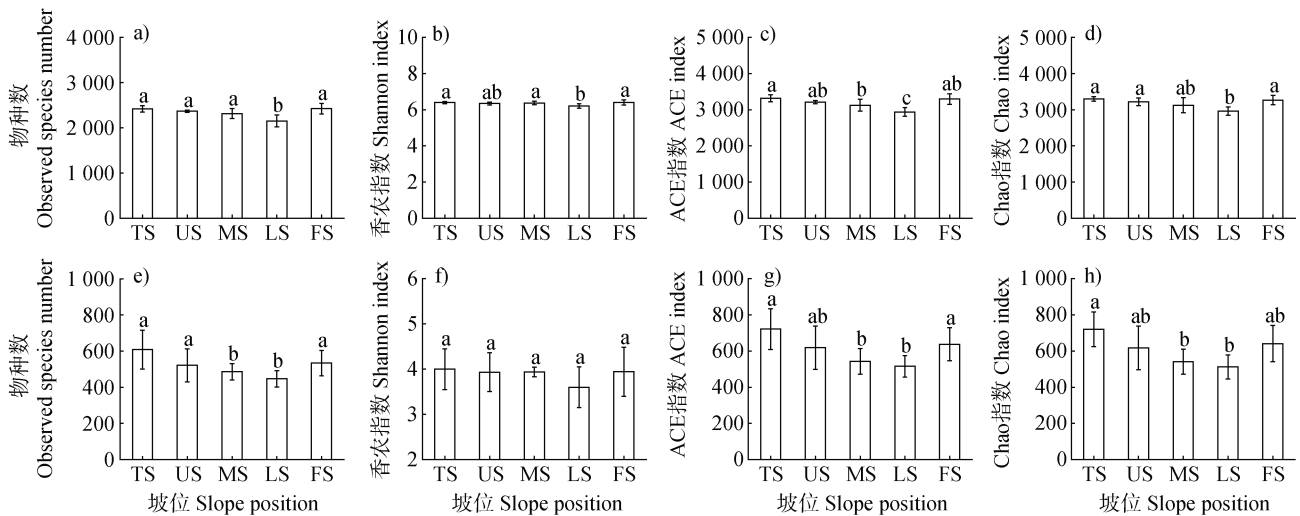 a)
物种数
Observed species number
4 000
3 000
2 000
1 000
0
a
a
a
b
a
TS US MS LS FS
b)
香农指数 Shannon index
10
8
6
4
2
0
a
ab
a
b
a
TS US MS LS FS
c)
ACE指数 ACE index
5 000
4 000
3 000
2 000
1 000
0
a
ab
b
c
ab
TS US MS LS FS
d)
Chao指数 Chao index
5 000
4 000
3 000
2 000
1 000
0
a
a
ab
b
a
TS US MS LS FS
e)
物种数
Observed species number
1 000
800
600
400
200
0
a
a
b
b
a
TS US MS LS FS
坡位 Slope position
f)
香农指数 Shannon index
6
5
4
3
2
a
a
a
a
a
TS US MS LS FS
坡位 Slope position
g)
ACE指数 ACE index
1 000
800
600
400
200
0
a
ab
b
b
a
TS US MS LS FS
坡位 Slope position
h)
Chao指数 Chao index
1 000
800
600
400
200
0
a
ab
b
b
ab
TS US MS LS FS
坡位 Slope position